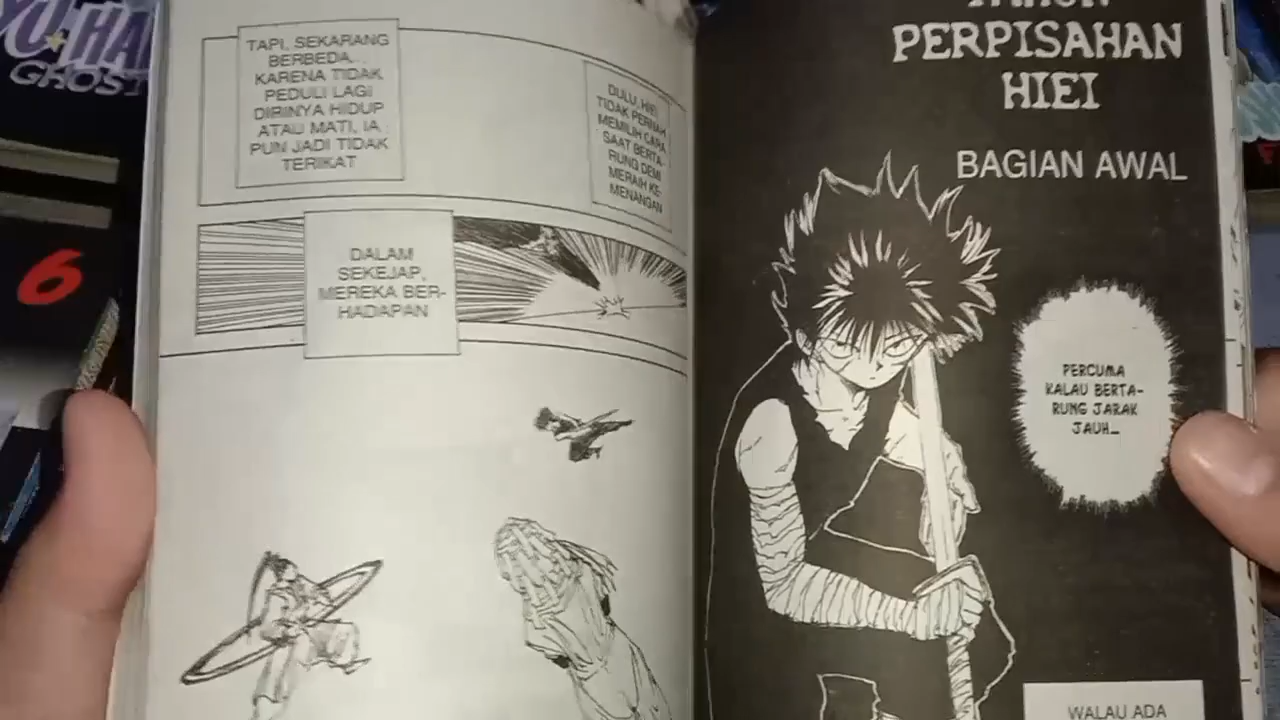 YU★HA
GHOST
6
TAPI, SEKARANG
BERBEDA...
KARENA TIDAK
PEDULI LAGI
DIRINYA HIDUP
ATAU MATI, IA
PUN JADI TIDAK
TERIKAT
DULU, HIEI
TIDAK PERNAH
MEMILIH CARA
SAAT BERTA-
RUNG DEMI
MERAIH KE-
MENANGAN
DALAM
SEKEJAP,
MEREKA BER-
HADAPAN
TAHUN
PERPISAHAN
HIEI
BAGIAN AWAL
PERCUMA
KALAU BERTA-
RUNG JARAK
JAUH...
WALAU ADA